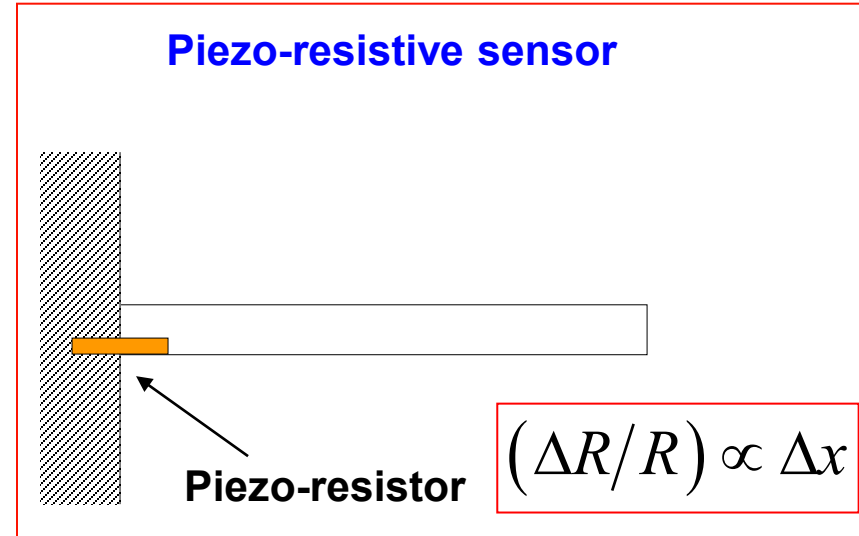 Piezo-resistive sensor
Piezo-resistor
(ΔR/R) ∝ Δx